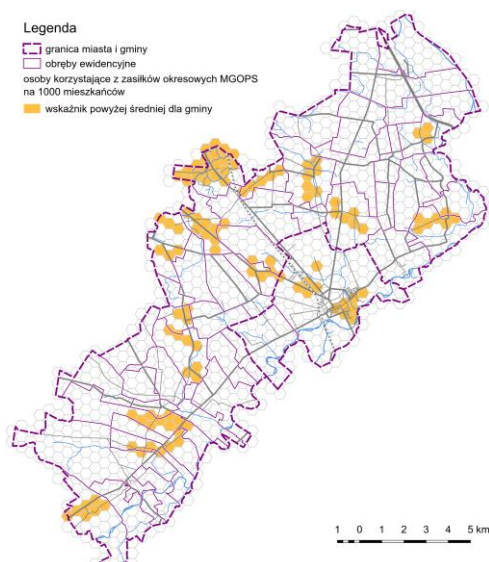 Legenda
granica miasta i gminy
obręby ewidencyjne
osoby korzystające z zasiłków okresowych MGOPS
na 1000 mieszkańców
wskaźnik powyżej średniej dla gminy
1 0 1 2 3 4 5 km